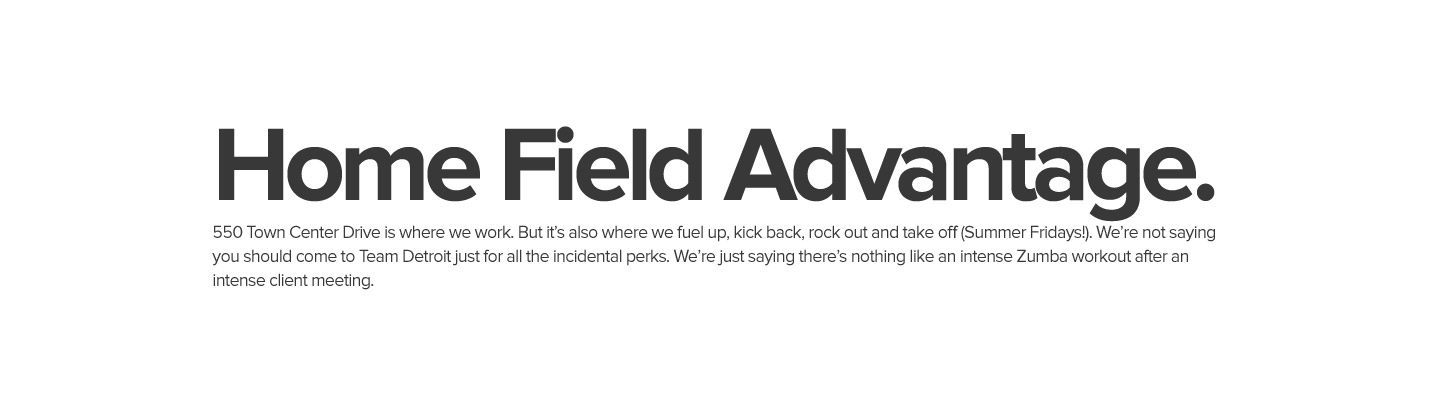 Home Field Advantage.
550 Town Center Drive is where we work. But it’s also where we fuel up, kick back, rock out and take off (Summer Fridays!). We’re not saying
you should come to Team Detroit just for all the incidental perks. We’re just saying there’s nothing like an intense Zumba workout after an
intense client meeting.